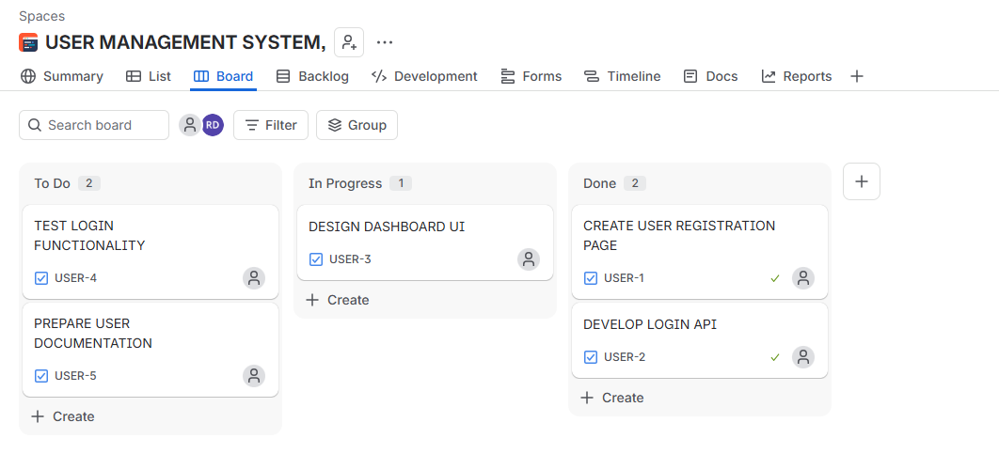 Spaces
USER MANAGEMENT SYSTEM,
Summary List Board Backlog Development Forms Timeline Docs Reports
Search board RD Filter Group
To Do 2
TEST LOGIN
FUNCTIONALITY
USER-4
PREPARE USER
DOCUMENTATION
USER-5
Create
In Progress 1
DESIGN DASHBOARD UI
USER-3
Create
Done 2
CREATE USER REGISTRATION
PAGE
USER-1
DEVELOP LOGIN API
USER-2
Create